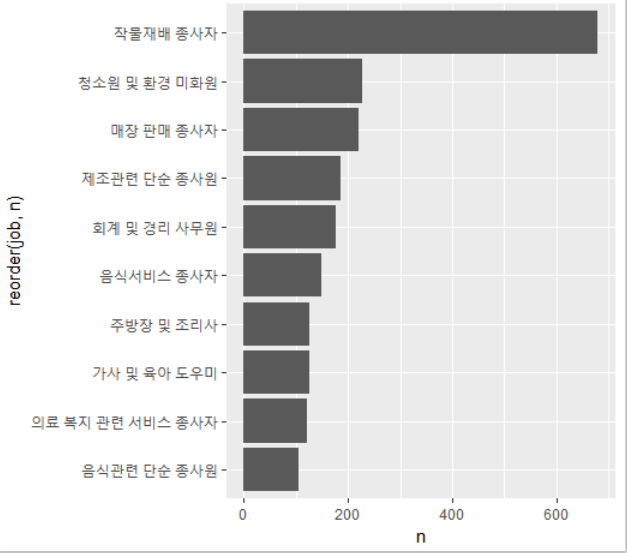 작물재배 종사자
청소원 및 환경 미화원
매장 판매 종사자
제조관련 단순 종사원
회계 및 경리 사무원
음식서비스 종사자
주방장 및 조리사
가사 및 육아 도우미
의료 복지 관련 서비스 종사자
음식관련 단순 종사원
reorder(job, n)
0 200 400 600
n